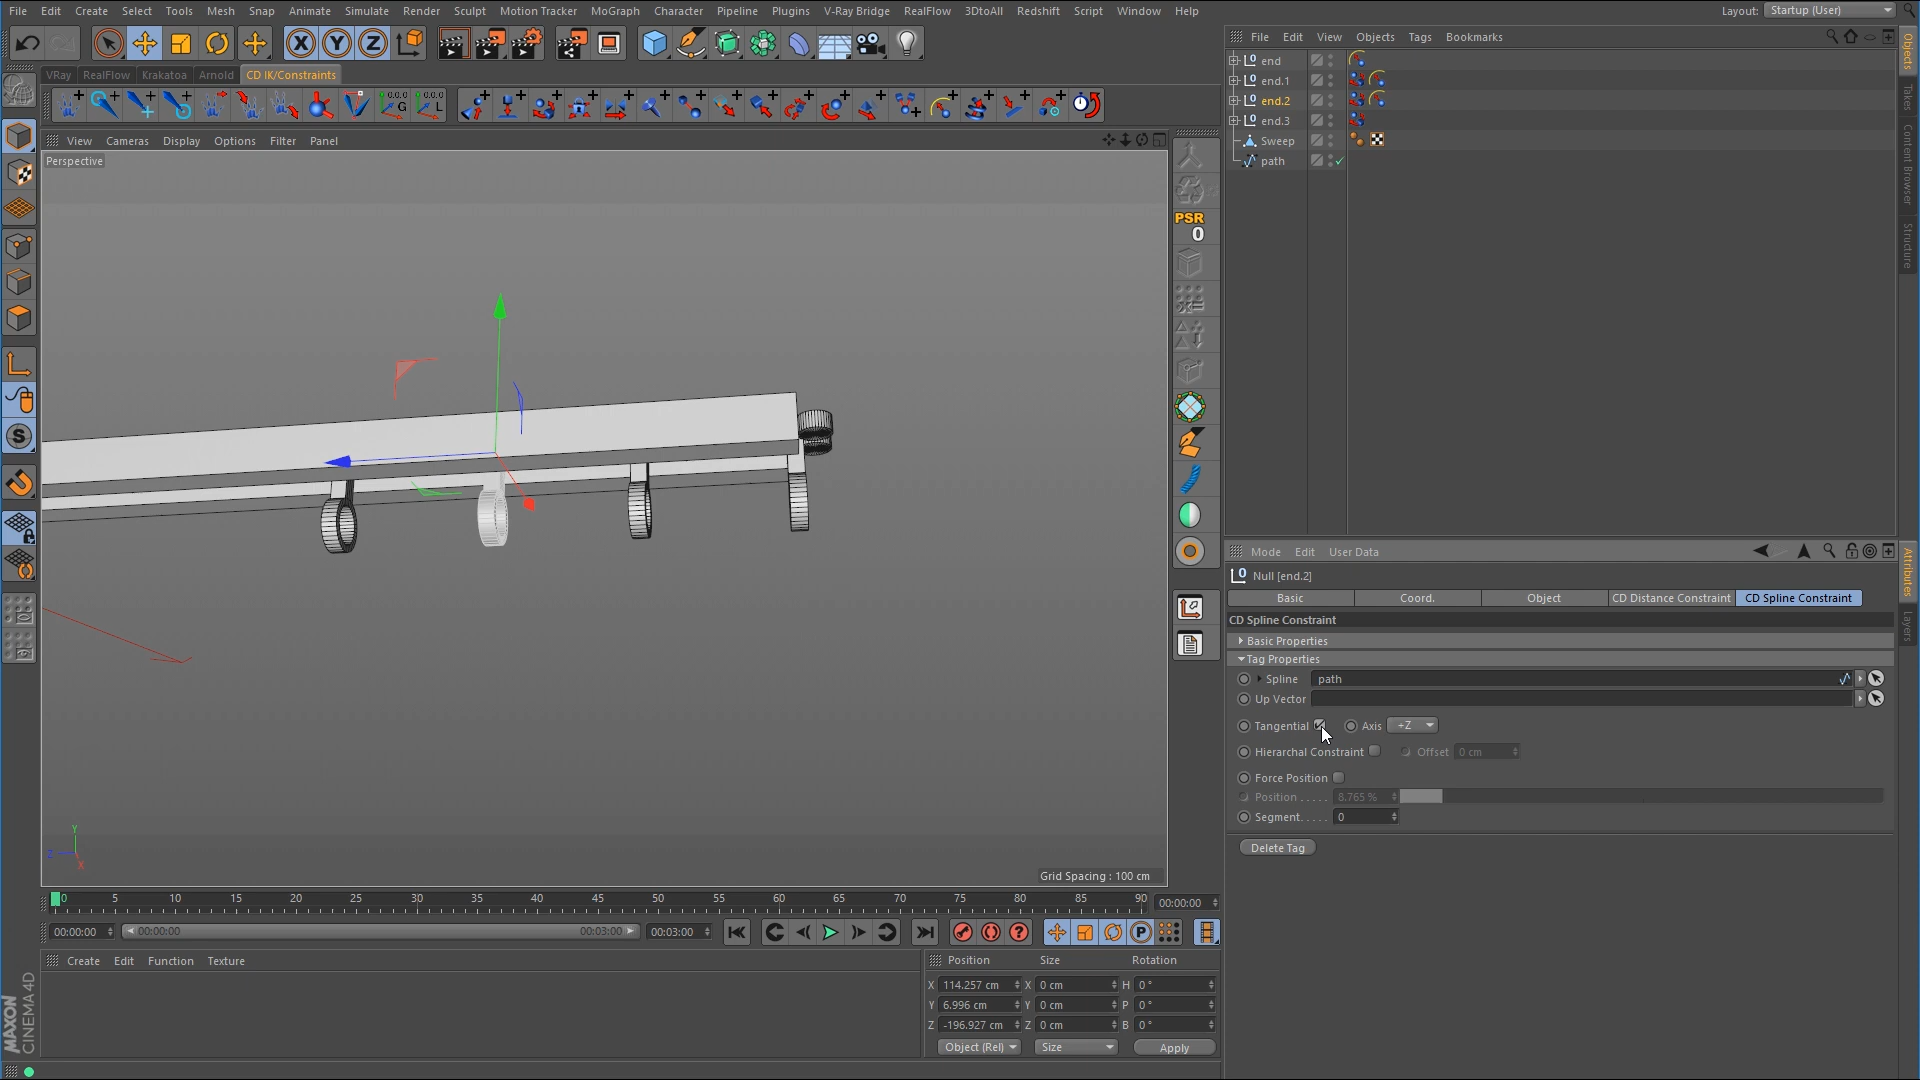 File Edit Create Select Tools Mesh Snap Animate Simulate Render Sculpt Motion Tracker MoGraph Character Pipeline Plugins V-Ray Bridge RealFlow 3DtoAll Redshift Script Window Help
Layout: Startup (User)
VRay RealFlow Krakatoa Arnold CD IK/Constraints
File Edit View Objects Tags Bookmarks
end
end.1
end.2
end.3
Sweep
path
Objects
Takes
Content Browser
Structure
View Cameras Display Options Filter Panel
Perspective
PSR
0
Grid Spacing : 100 cm
Mode Edit User Data
Null [end.2]
Basic Coord. Object CD Distance Constraint CD Spline Constraint
CD Spline Constraint
Basic Properties
Tag Properties
Spline path
Up Vector
Tangential Axis +Z
Hierarchal Constraint Offset 0 cm
Force Position
Position . . . . . 8.765 %
Segment. . . . . 0
Delete Tag
Attributes
Layers
0 5 10 15 20 25 30 35 40 45 50 55 60 65 70 75 80 85 90 00:00:00
00:00:00 00:00:00 00:03:00 00:03:00
Create Edit Function Texture
Position Size Rotation
X 114.257 cm X 0 cm H 0 °
Y 6.996 cm Y 0 cm P 0 °
Z -196.927 cm Z 0 cm B 0 °
Object (Rel) Size Apply
MAXON
CINEMA 4D